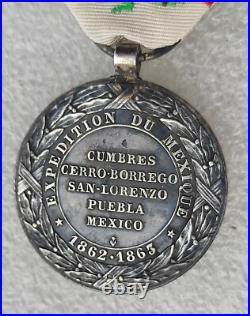 EXPEDITION DU MEXIQUE
CUMBRES
CERRO-BORREGO
SAN-LORENZO
PUEBLA
MEXICO
1862-1863